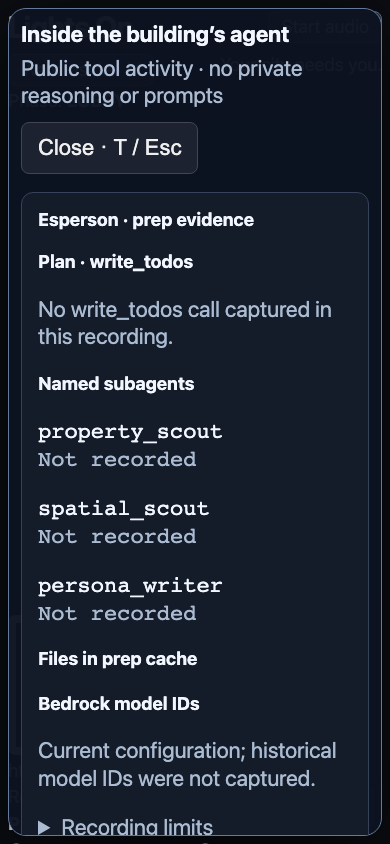 Inside the building's agent
Public tool activity · no private
reasoning or prompts
Close · T / Esc
Esperson · prep evidence
Plan · write_todos
No write_todos call captured in
this recording.
Named subagents
property_scout
Not recorded
spatial_scout
Not recorded
persona_writer
Not recorded
Files in prep cache
Bedrock model IDs
Current configuration; historical
model IDs were not captured.
▶ Recording limits